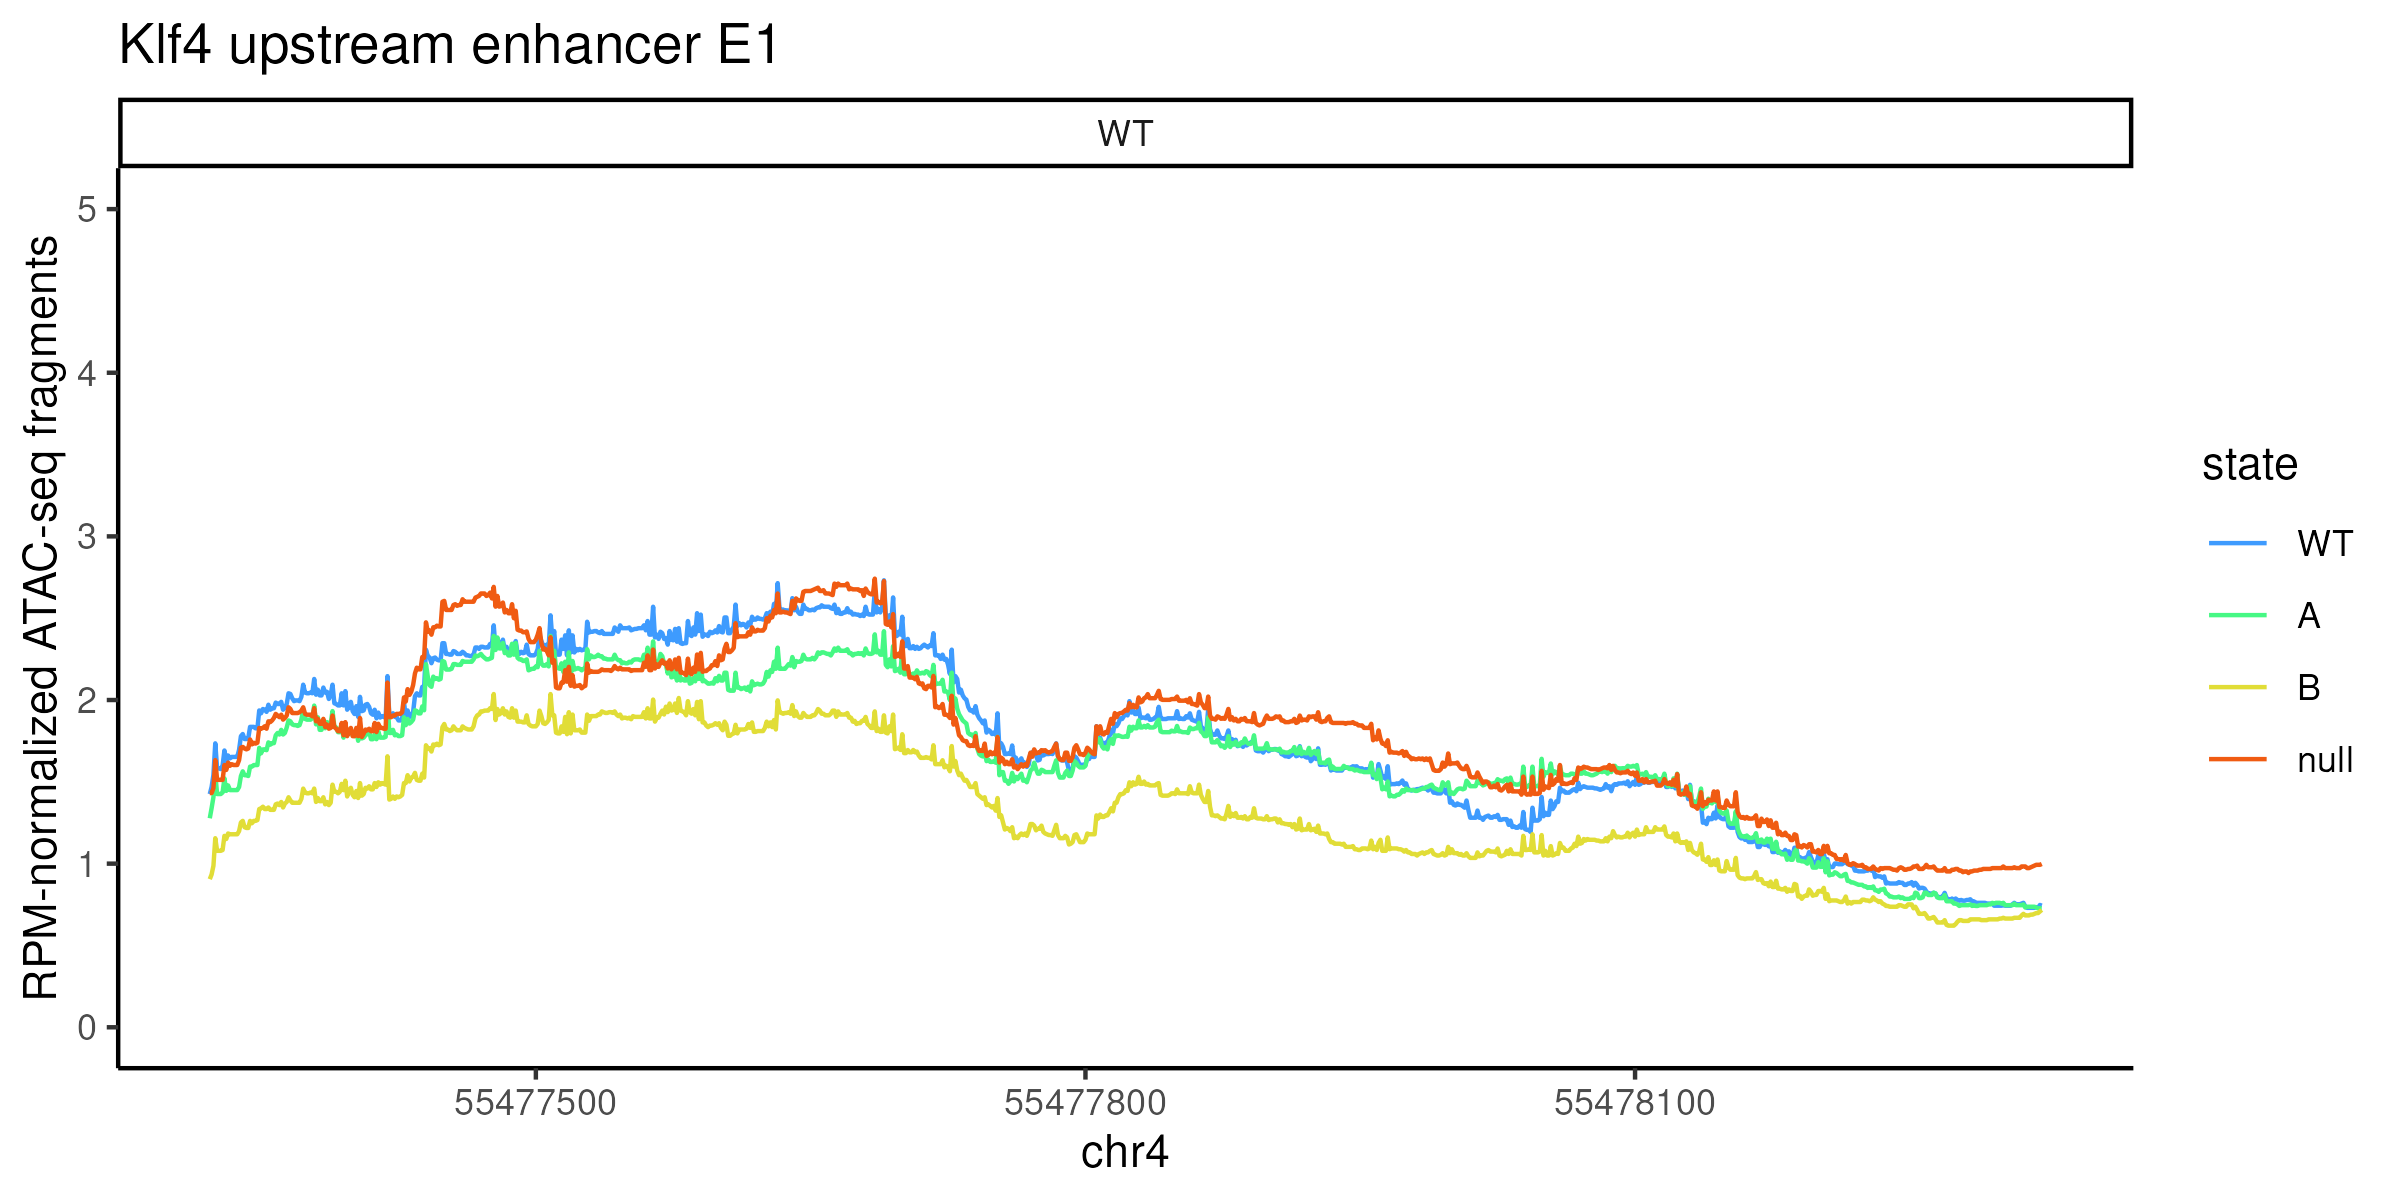 Klf4 upstream enhancer E1
WT
RPM-normalized ATAC-seq fragments
5
4
3
2
1
0
55477500
55477800
55478100
chr4
state
WT
A
B
null